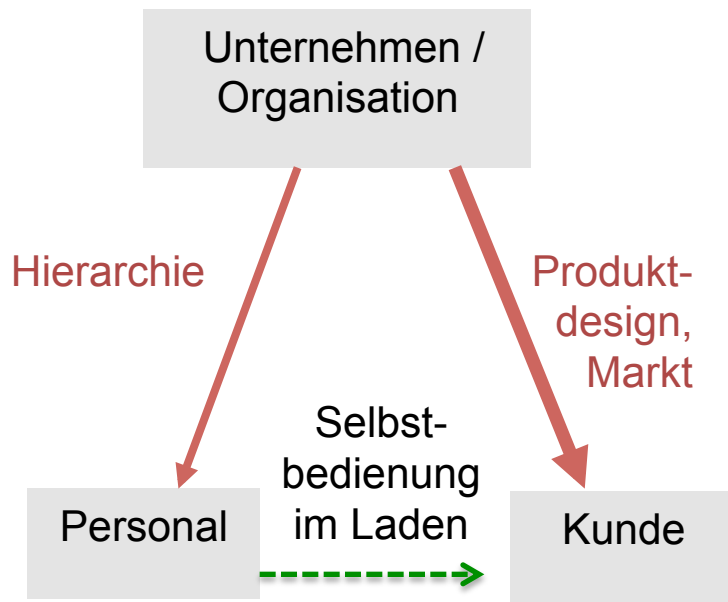 Unternehmen /
Organisation
Hierarchie
Produkt-
design,
Markt
Selbst-
bedienung
im Laden
Personal
Kunde